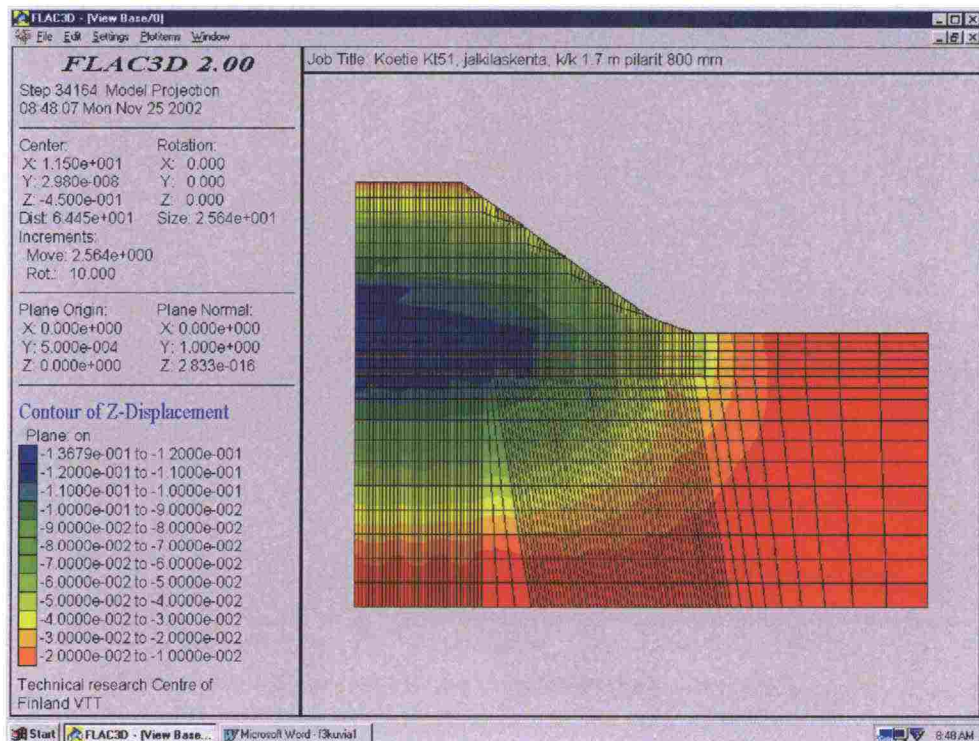 FLAC3D - [View Base/0]
File Edit Settings Plotitems Window
FLAC3D 2.00
Step 34164 Model Projection
08:48:07 Mon Nov 25 2002
Center: Rotation:
X: 1.150e+001 X: 0.000
Y: 2.980e-008 Y: 0.000
Z: -4.500e-001 Z: 0.000
Dist: 6.445e+001 Size: 2.564e+001
Increments:
Move: 2.564e+000
Rot.: 10.000
Plane Origin: Plane Normal:
X: 0.000e+000 X: 0.000e+000
Y: 5.000e-004 Y: 1.000e+000
Z: 0.000e+000 Z: 2.833e-016
Contour of Z-Displacement
Plane: on
-1.3679e-001 to -1.2000e-001
-1.2000e-001 to -1.1000e-001
-1.1000e-001 to -1.0000e-001
-1.0000e-001 to -9.0000e-002
-9.0000e-002 to -8.0000e-002
-8.0000e-002 to -7.0000e-002
-7.0000e-002 to -6.0000e-002
-6.0000e-002 to -5.0000e-002
-5.0000e-002 to -4.0000e-002
-4.0000e-002 to -3.0000e-002
-3.0000e-002 to -2.0000e-002
-2.0000e-002 to -1.0000e-002
Technical research Centre of
Finland VTT
Job Title: Koetie Kt51, jalkilaskenta, k/k 1.7 m pilarit 800 mm
Start FLAC3D - [View Base... Microsoft Word - f3kuvia1 8:48 AM